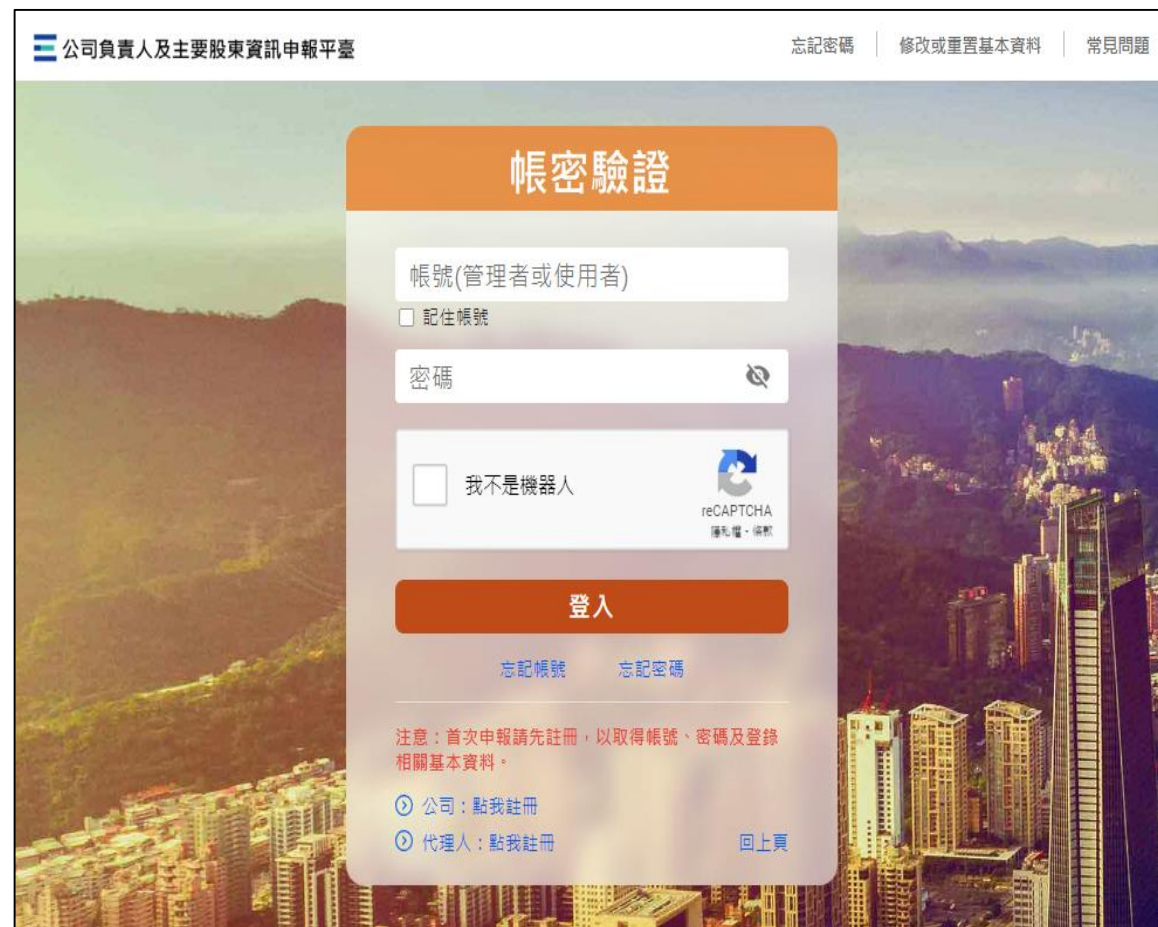 公司負責人及主要股東資訊申報平臺
忘記密碼 修改或重置基本資料 常見問題
帳密驗證
帳號(管理者或使用者)
記住帳號
密碼
我不是機器人
reCAPTCHA
隱私權 - 條款
登入
忘記帳號 忘記密碼
注意：首次申報請先註冊，以取得帳號、密碼及登錄
相關基本資料。
公司：點我註冊
代理人：點我註冊 回上頁